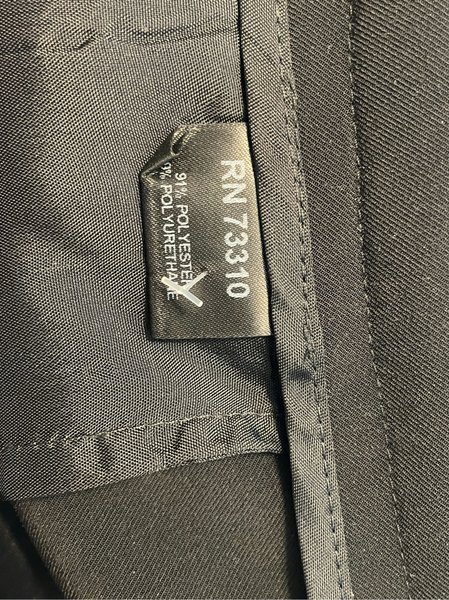 RN 73310
91% POLYESTER
9% POLYURETHANE